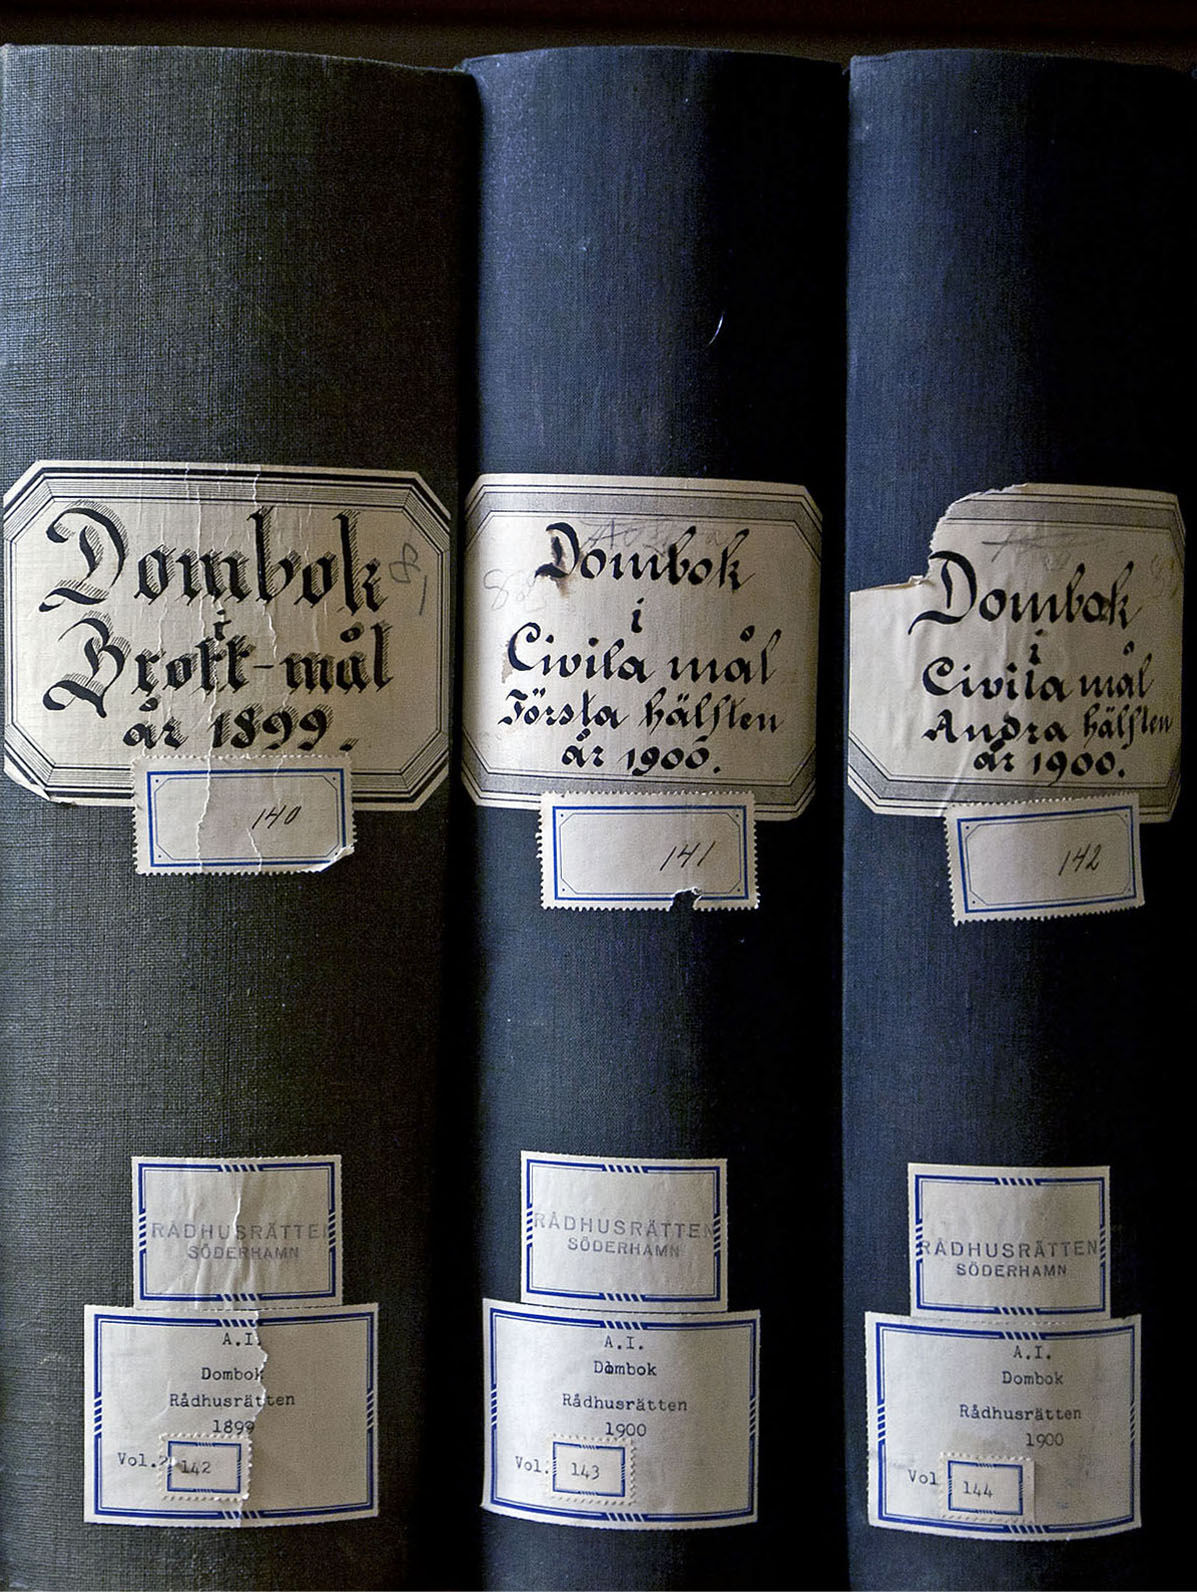 Dombok
i
Brott-mål
år 1899.
81
140
RÅDHUSRÄTTEN
SÖDERHAMN
A.I.
Dombok
Rådhusrätten
1899
Vol. 142
Dombok
i
Civila mål
Första hälften
år 1900.
141
RÅDHUSRÄTTEN
SÖDERHAMN
A.I.
Dombok
Rådhusrätten
1900
Vol. 143
Dombok
i
Civila mål
Andra hälften
år 1900.
142
RÅDHUSRÄTTEN
SÖDERHAMN
A.I.
Dombok
Rådhusrätten
1900
Vol 144